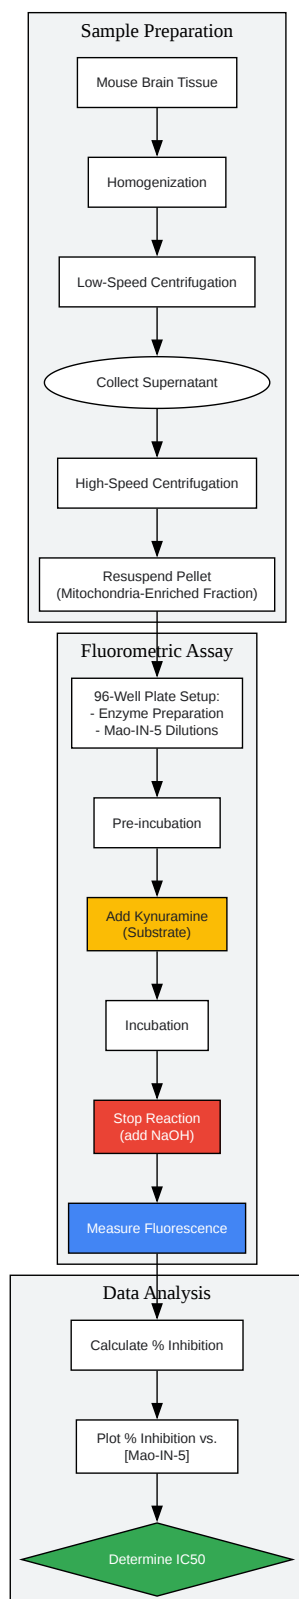 Sample Preparation
Mouse Brain Tissue
Homogenization
Low-Speed Centrifugation
Collect Supernatant
High-Speed Centrifugation
Resuspend Pellet
(Mitochondria-Enriched Fraction)
Fluorometric Assay
96-Well Plate Setup:
- Enzyme Preparation
- Mao-IN-5 Dilutions
Pre-incubation
Add Kynuramine
(Substrate)
Incubation
Stop Reaction
(add NaOH)
Measure Fluorescence
Data Analysis
Calculate % Inhibition
Plot % Inhibition vs.
[Mao-IN-5]
Determine IC50